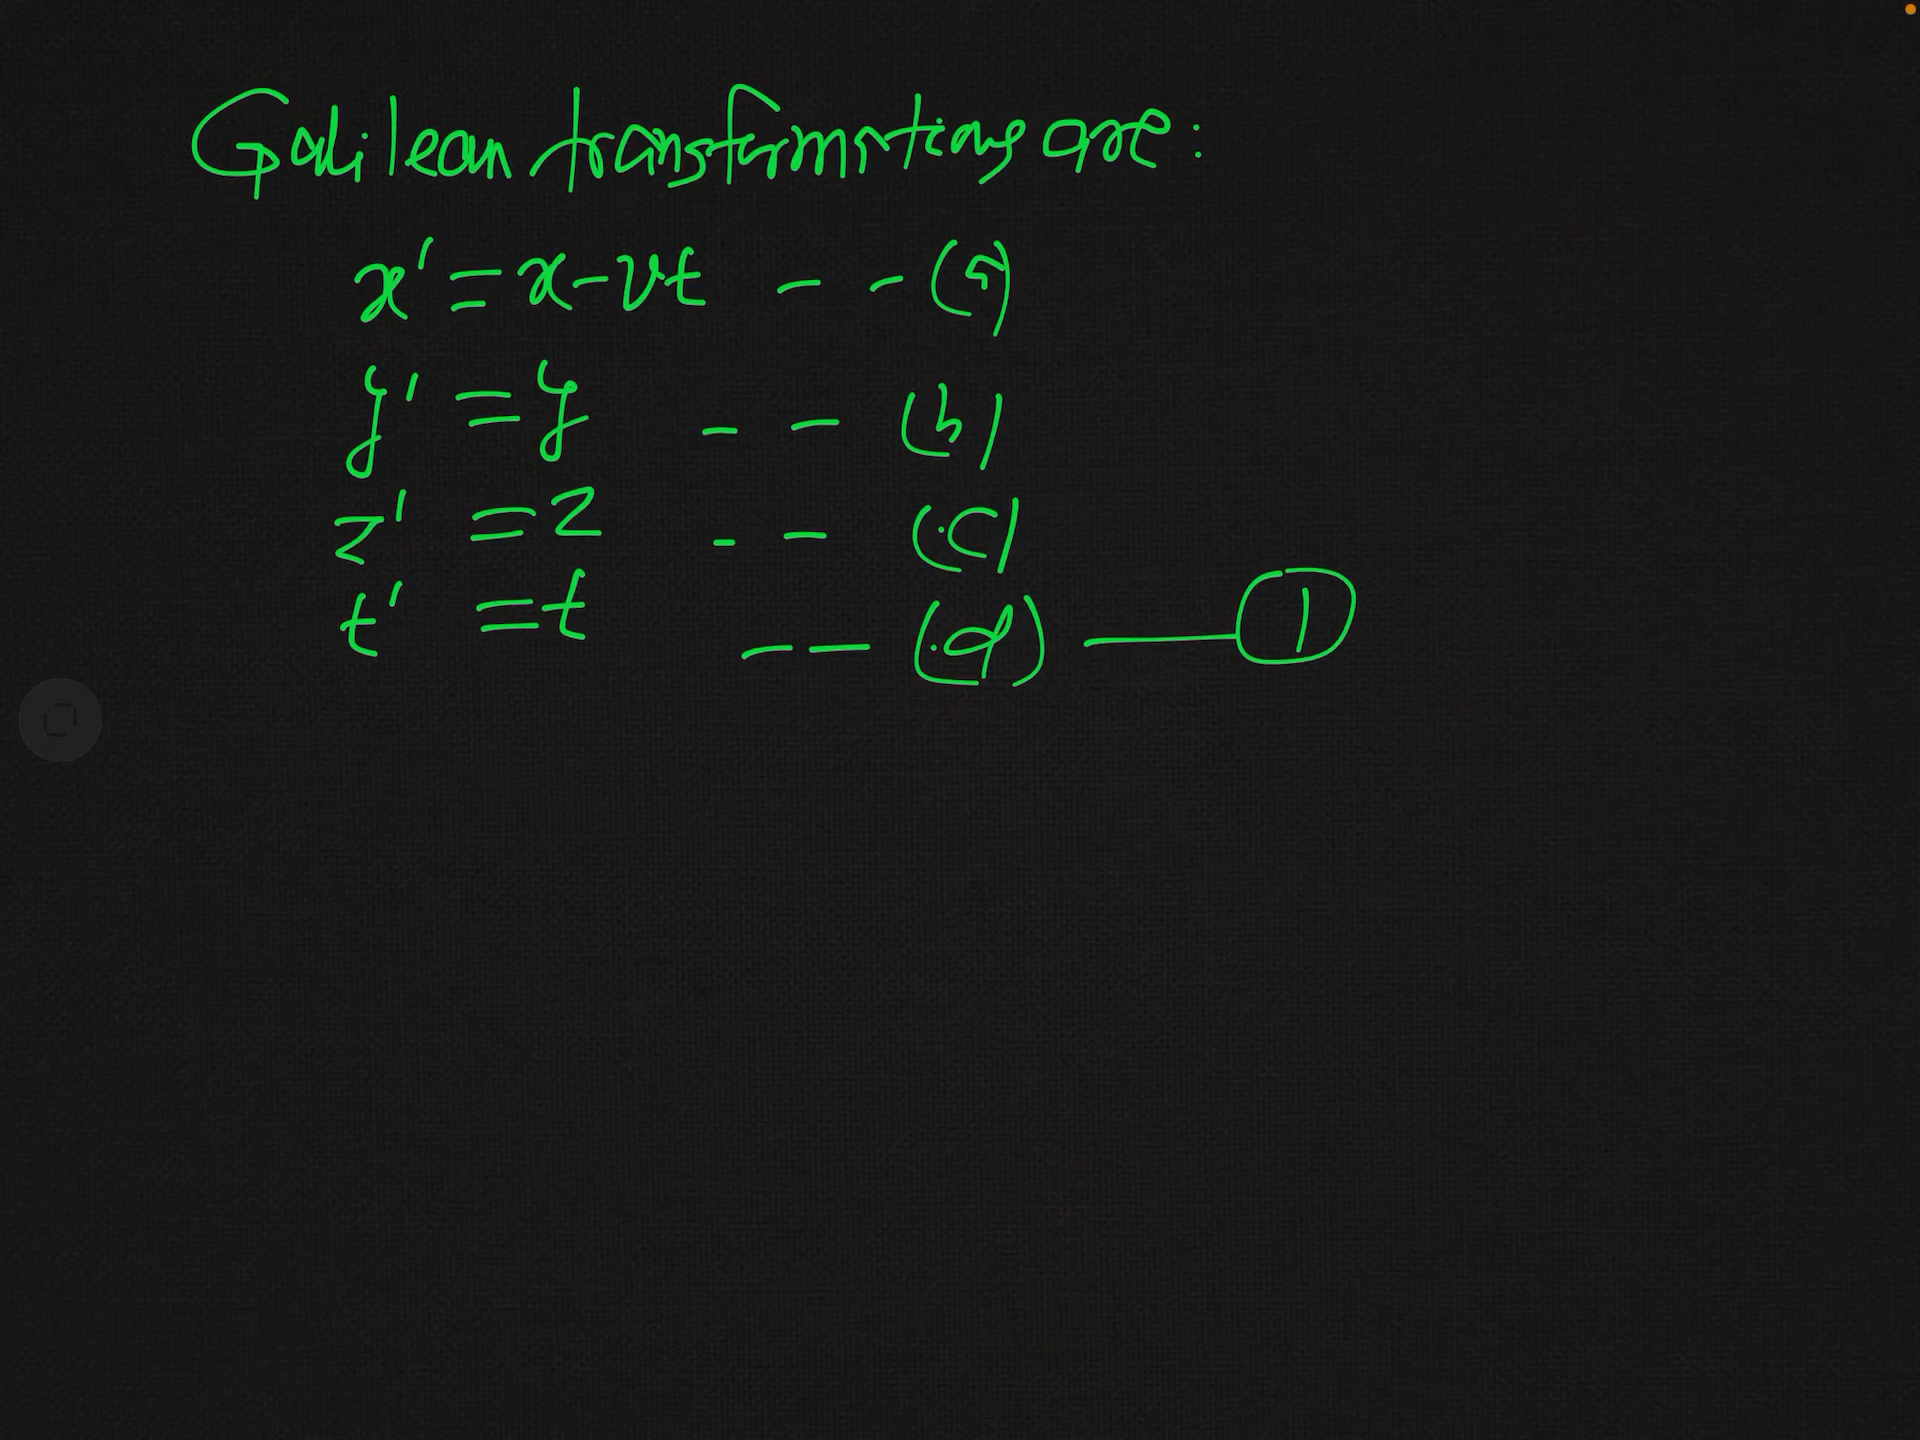 Galilean transformations are:
x' = x - vt - - (a)
y' = y - - (b)
z' = z - - (c)
t' = t - - (d) — 1